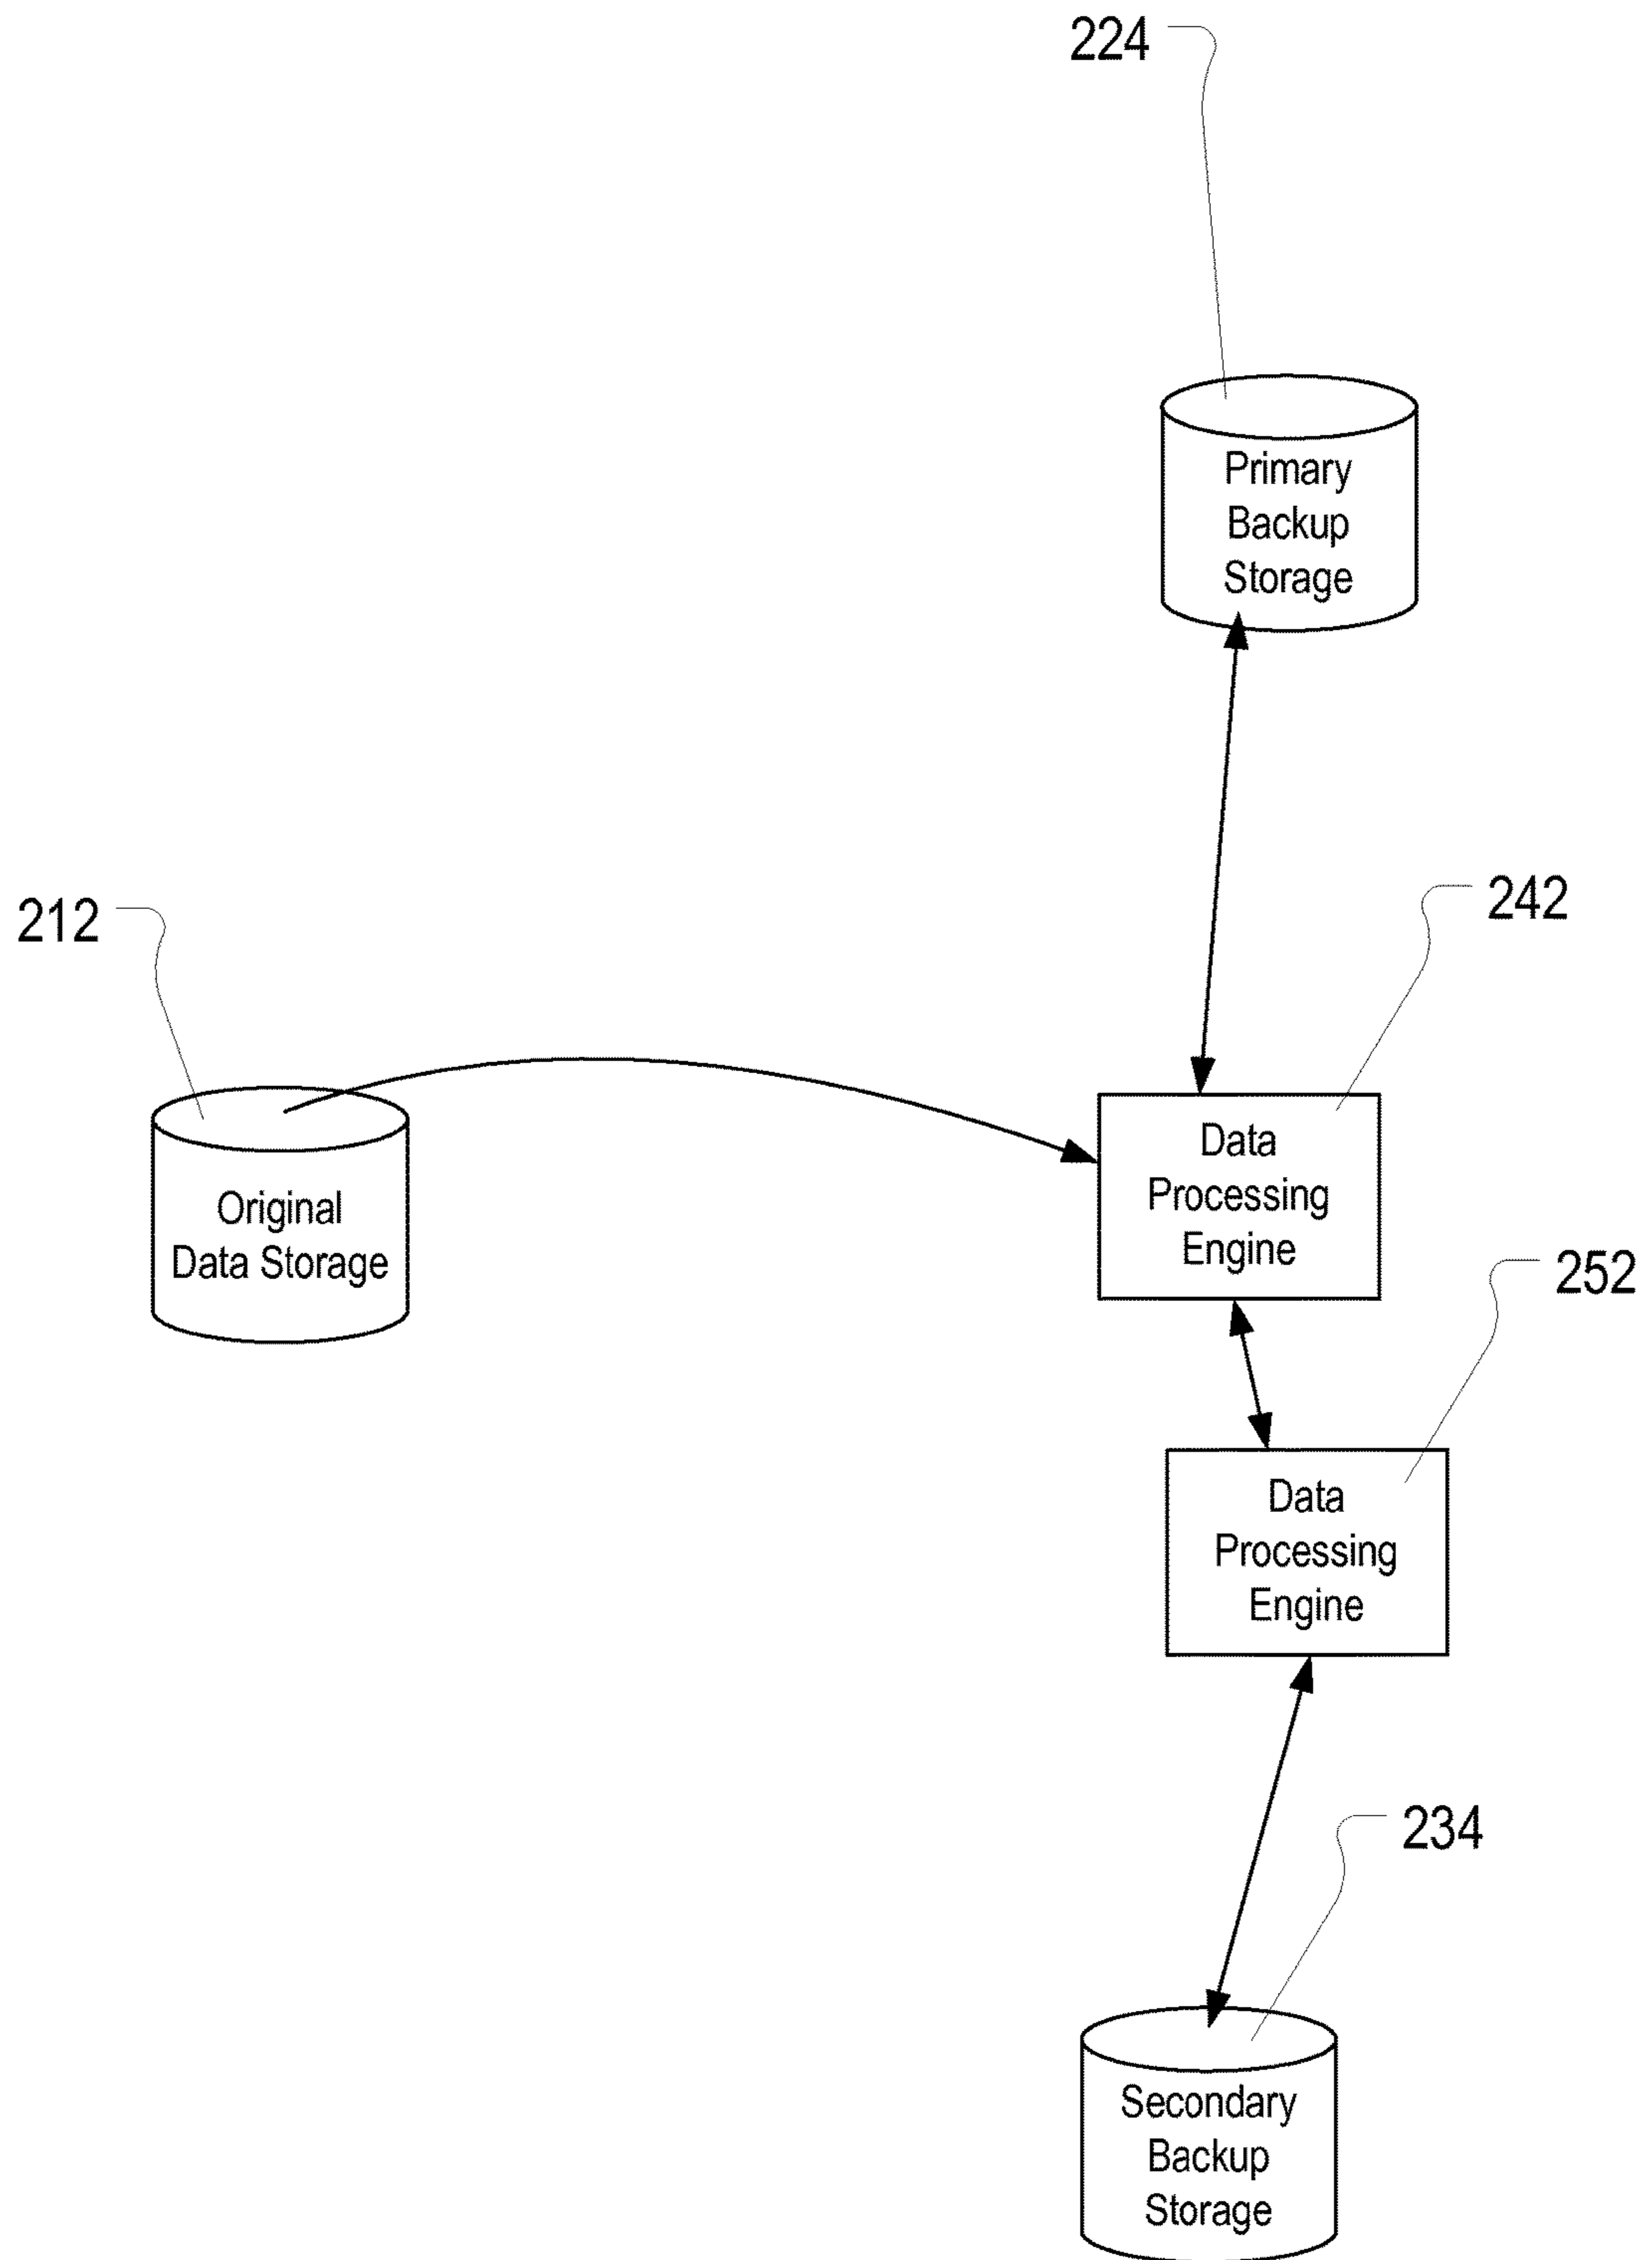 224
Primary
Backup
Storage
212
242
Original
Data Storage
Data
Processing
Engine
252
Data
Processing
Engine
234
Secondary
Backup
Storage